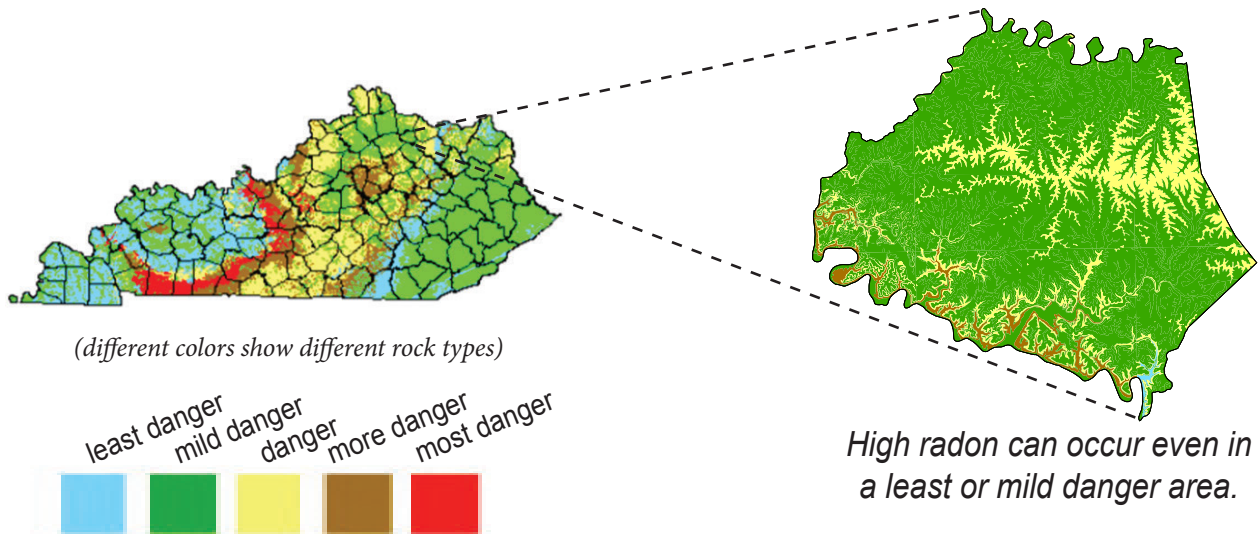 (different colors show different rock types)
least danger
mild danger
danger
more danger
most danger
High radon can occur even in
a least or mild danger area.